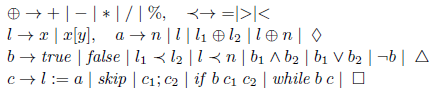 ⊕ → + | − | ∗ | / | %,    ≺→ = | > | <
l → x | x[y],    a → n | l | l₁ ⊕ l₂ | l ⊕ n | ◊
b → true | false | l₁ ≺ l₂ | l ≺ n | b₁ ∧ b₂ | b₁ ∨ b₂ | ¬b | △
c → l := a | skip | c₁; c₂ | if b c₁ c₂ | while b c | □